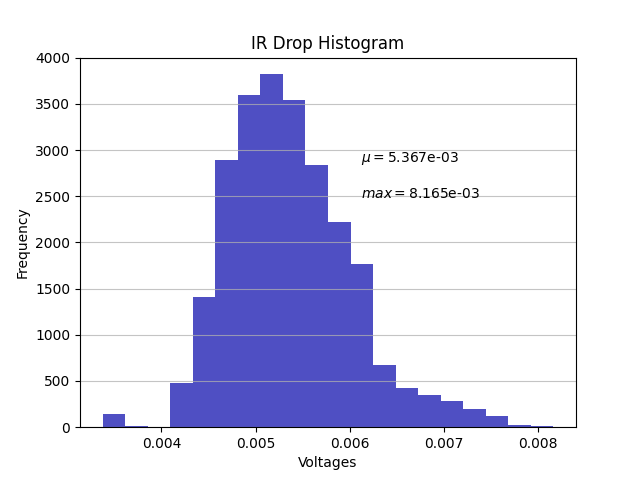 IR Drop Histogram
4000
3500
3000
2500
2000
1500
1000
500
0
Frequency
μ = 5.367e-03
max = 8.165e-03
0.004 0.005 0.006 0.007 0.008
Voltages